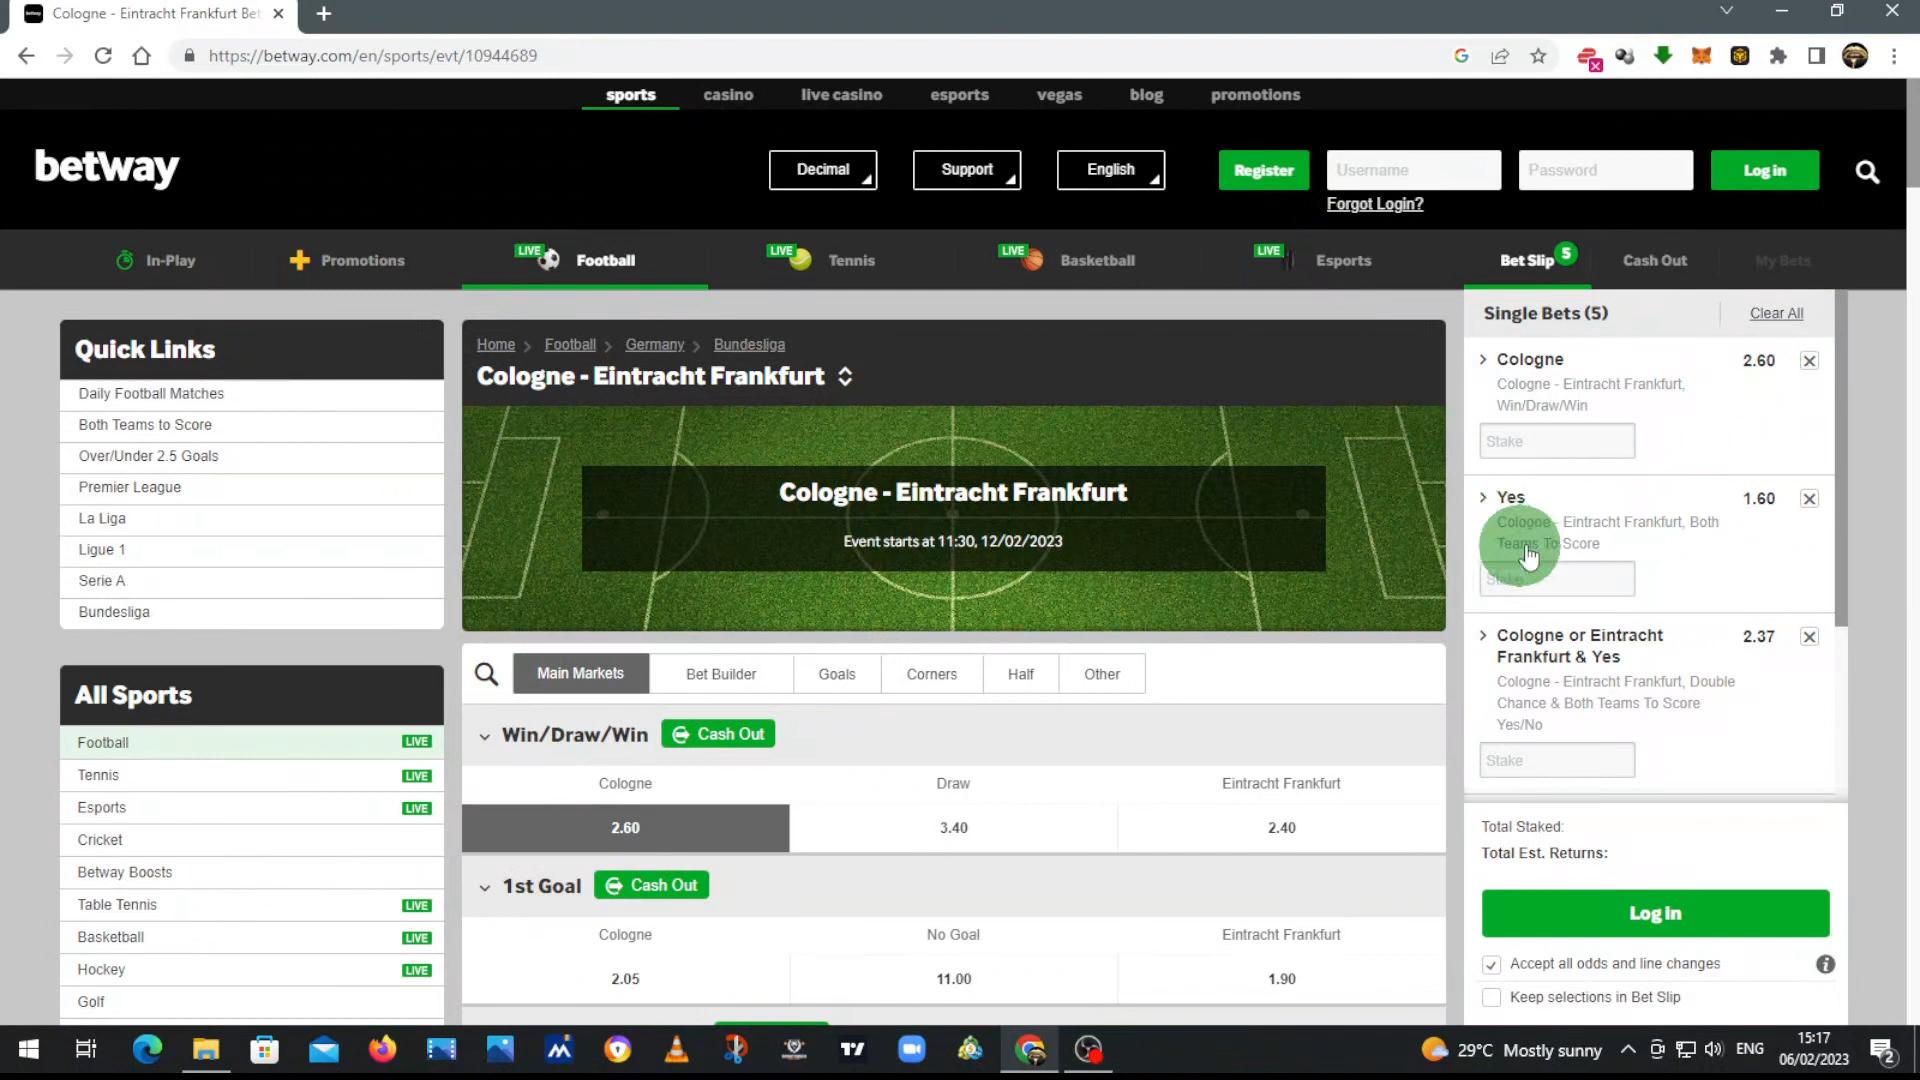 betway
Cologne - Eintracht Frankfurt Bet
https://betway.com/en/sports/evt/10944689
sports
casino
live casino
esports
vegas
blog
promotions
betway
Decimal
Support
English
Register
Username
Password
Log in
Forgot Login?
In-Play
Promotions
LIVE
Football
LIVE
Tennis
LIVE
Basketball
LIVE
Esports
Bet Slip 5
Cash Out
My Bets
Quick Links
Daily Football Matches
Both Teams to Score
Over/Under 2.5 Goals
Premier League
La Liga
Ligue 1
Serie A
Bundesliga
All Sports
Football LIVE
Tennis LIVE
Esports LIVE
Cricket
Betway Boosts
Table Tennis LIVE
Basketball LIVE
Hockey LIVE
Golf
Home > Football > Germany > Bundesliga
Cologne - Eintracht Frankfurt
Cologne - Eintracht Frankfurt
Event starts at 11:30, 12/02/2023
Main Markets
Bet Builder
Goals
Corners
Half
Other
Win/Draw/Win Cash Out
Cologne Draw Eintracht Frankfurt
2.60 3.40 2.40
1st Goal Cash Out
Cologne No Goal Eintracht Frankfurt
2.05 11.00 1.90
Single Bets (5) Clear All
Cologne 2.60
Cologne - Eintracht Frankfurt,
Win/Draw/Win
Stake
Yes 1.60
Cologne - Eintracht Frankfurt, Both
Teams To Score
Stake
Cologne or Eintracht 2.37
Frankfurt & Yes
Cologne - Eintracht Frankfurt, Double
Chance & Both Teams To Score
Yes/No
Stake
Total Staked:
Total Est. Returns:
Log in
Accept all odds and line changes
Keep selections in Bet Slip
29°C Mostly sunny
ENG
15:17
06/02/2023
2